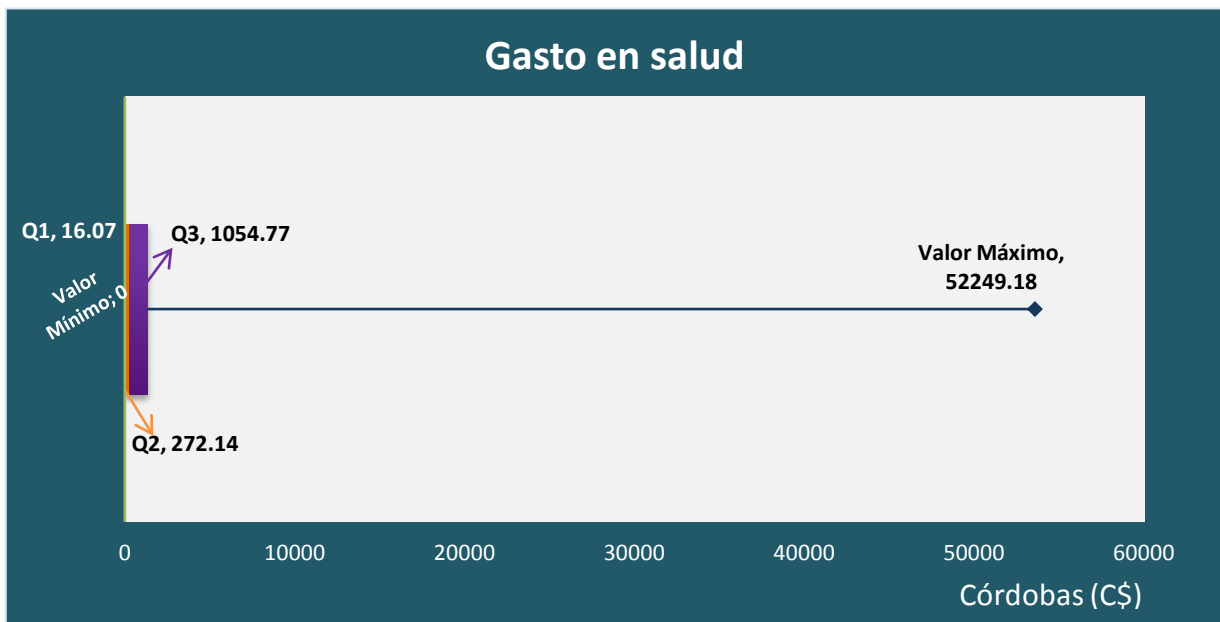 Gasto en salud
Q1, 16.07
Q3, 1054.77
Valor Máximo,
52249.18
Valor
Mínimo; 0
Q2, 272.14
0 10000 20000 30000 40000 50000 60000
Córdobas (C$)